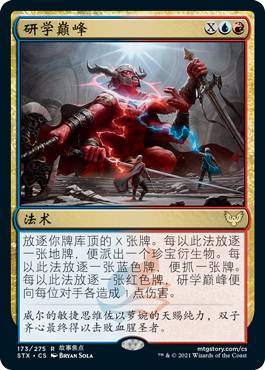 研学巅峰
X
法术
放逐你牌库顶的X张牌。每以此法放逐
一张地牌，便派出一个珍宝衍生物。每
以此法放逐一张蓝色牌，便抓一张牌。
每以此法放逐一张红色牌，研学巅峰便
向每位对手各造成1点伤害。
威尔的敏捷思维佐以萝婉的天赐纯力，双子
齐心最终得以击败血腥圣者。
173/275 R 故事焦点
STX • CS BRYAN SOLA
mtgstory.com/cs
™ & © 2021 Wizards of the Coast